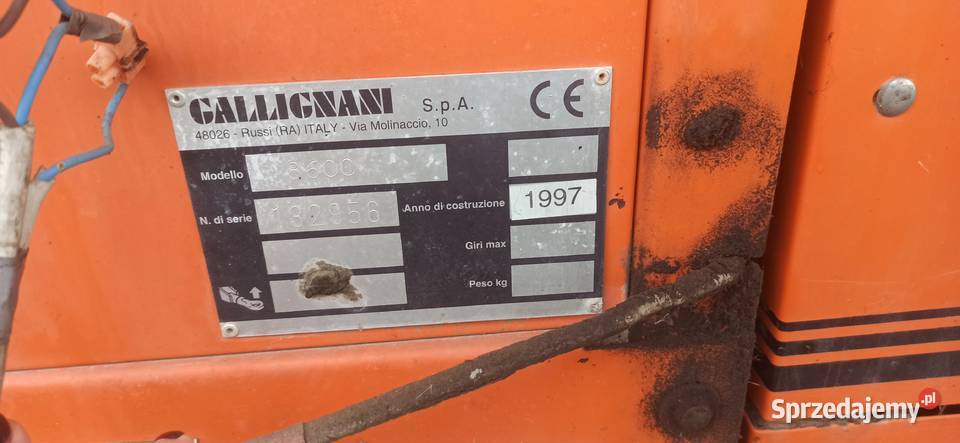 GALLIGNANI S.p.A. CE
48026 - Russi (RA) ITALY - Via Molinaccio, 10
Modello
N. di serie 132956 Anno di costruzione 1997
Giri max
Peso kg
Sprzedajemy.pl